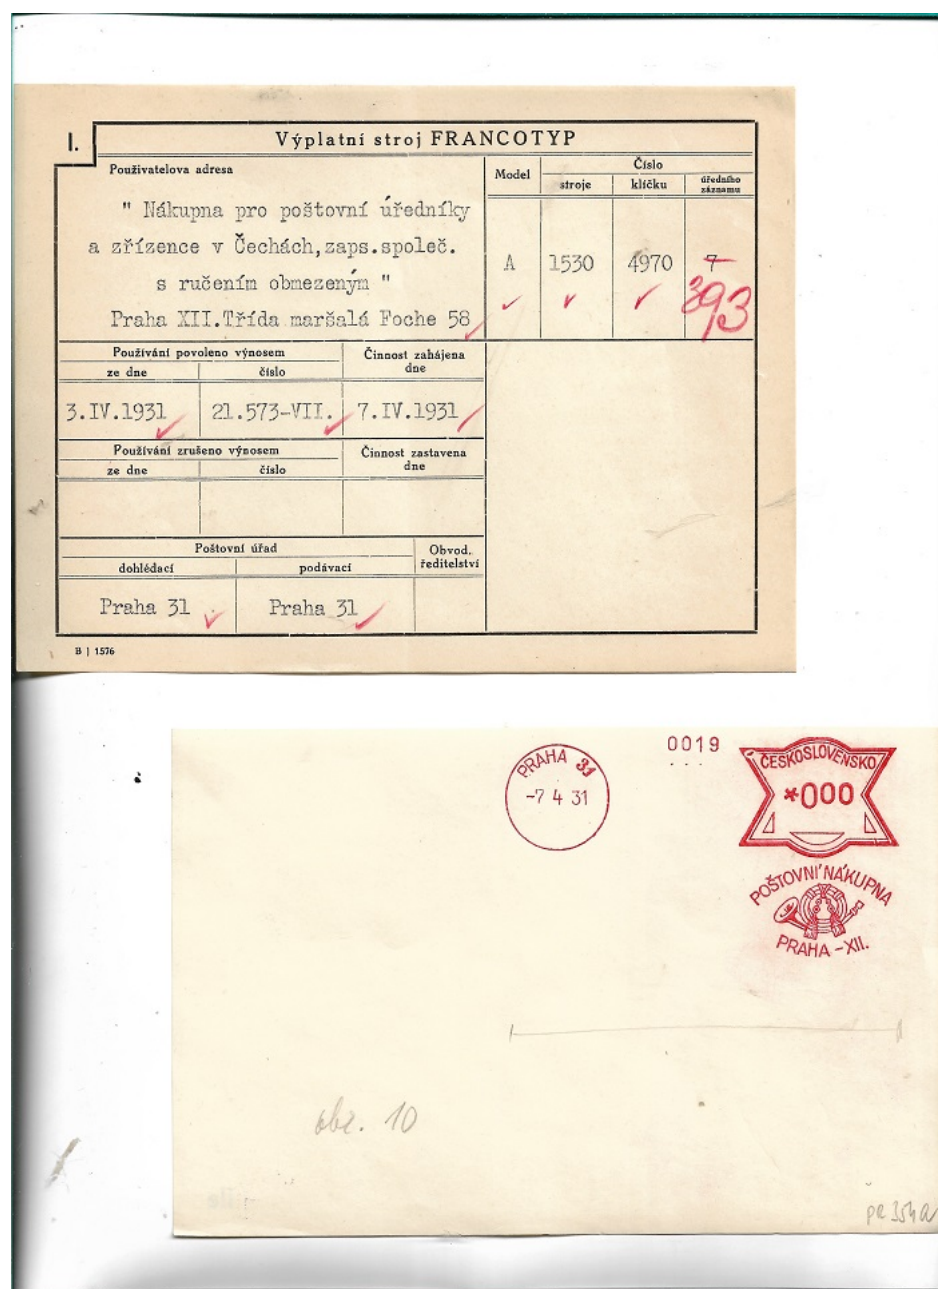 I.
Výplatní stroj FRANCOTYP
Používatelova adresa
Model
Číslo
stroje
klíčku
úředního
záznamu
" Nákupna pro poštovní úředníky
a zřízence v Čechách,zaps.společ.
s ručením obmezeným "
Praha XII.Třída maršalá Foche 58
A
1530
4970
7
393
Používání povoleno výnosem
ze dne
číslo
Činnost zahájena
dne
3.IV.1931
21.573-VII.
7.IV.1931
Používání zrušeno výnosem
ze dne
číslo
Činnost zastavena
dne
Poštovní úřad
dohlédací
podávací
Obvod.
ředitelství
Praha 31
Praha 31
B | 1576
PRAHA 31
-7 4 31
0019
ČESKOSLOVENSKO
*000
POŠTOVNÍ NÁKUPNA
PRAHA -XII.
obr. 10